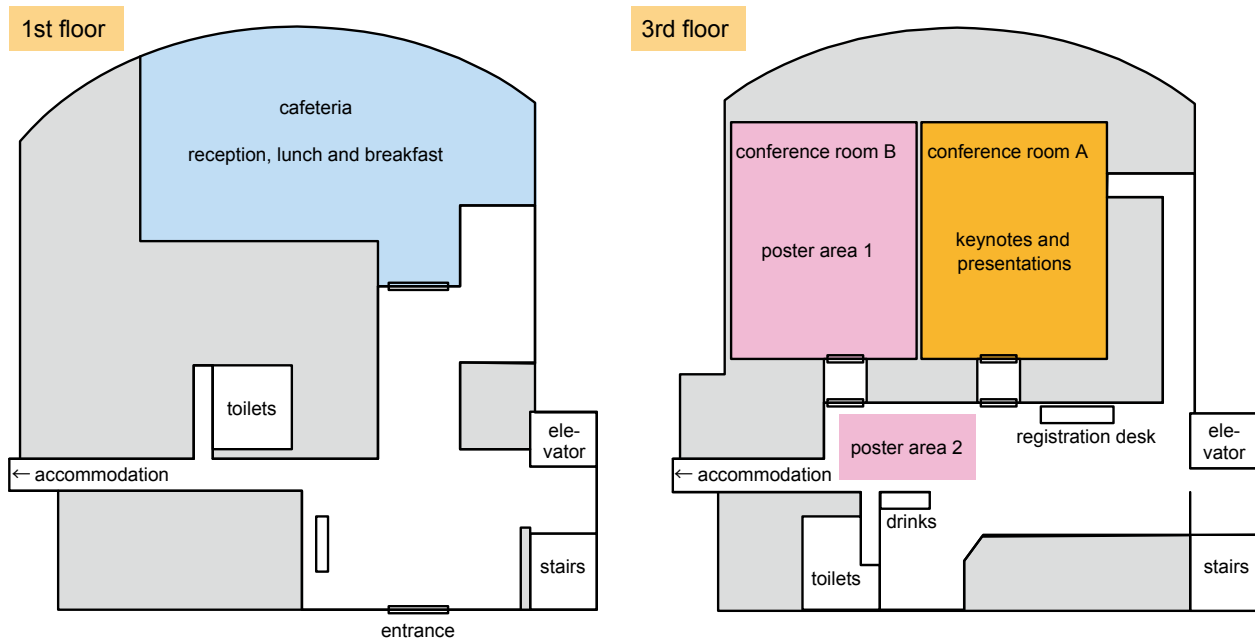 1st floor
cafeteria
reception, lunch and breakfast
toilets
ele-
vator
← accommodation
stairs
entrance
3rd floor
conference room B
conference room A
poster area 1
keynotes and
presentations
registration desk
poster area 2
ele-
vator
← accommodation
drinks
toilets
stairs